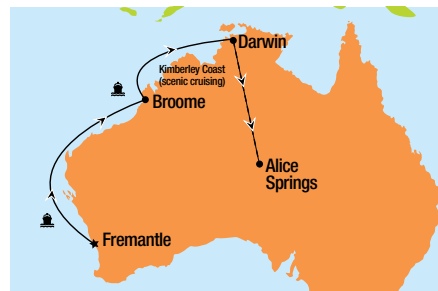 Darwin
Kimberley Coast
(scenic cruising)
Broome
Alice
Springs
Fremantle